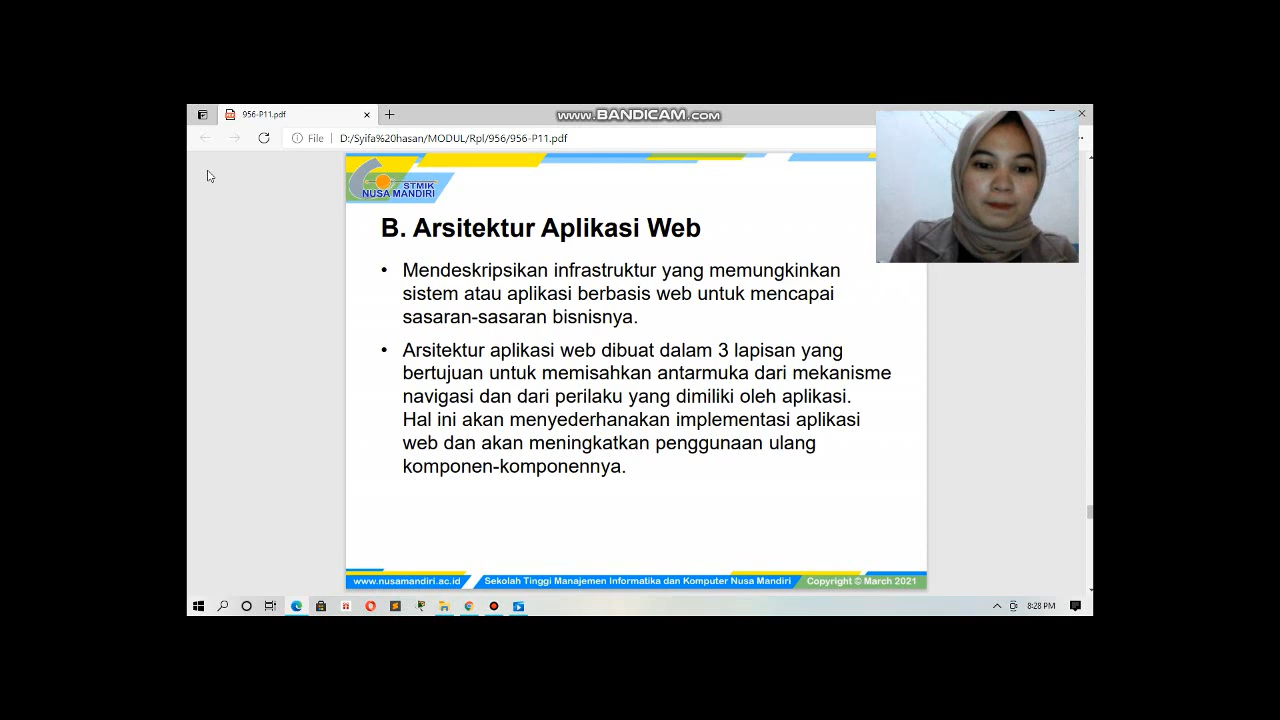 956-P11.pdf
www.BANDICAM.com
File
D:/Syifa%20hasan/MODUL/Rpl/956/956-P11.pdf
STMIK
NUSA MANDIRI
B. Arsitektur Aplikasi Web
• Mendeskripsikan infrastruktur yang memungkinkan
sistem atau aplikasi berbasis web untuk mencapai
sasaran-sasaran bisnisnya.
• Arsitektur aplikasi web dibuat dalam 3 lapisan yang
bertujuan untuk memisahkan antarmuka dari mekanisme
navigasi dan dari perilaku yang dimiliki oleh aplikasi.
Hal ini akan menyederhanakan implementasi aplikasi
web dan akan meningkatkan penggunaan ulang
komponen-komponennya.
www.nusamandiri.ac.id Sekolah Tinggi Manajemen Informatika dan Komputer Nusa Mandiri Copyright © March 2021
8:28 PM